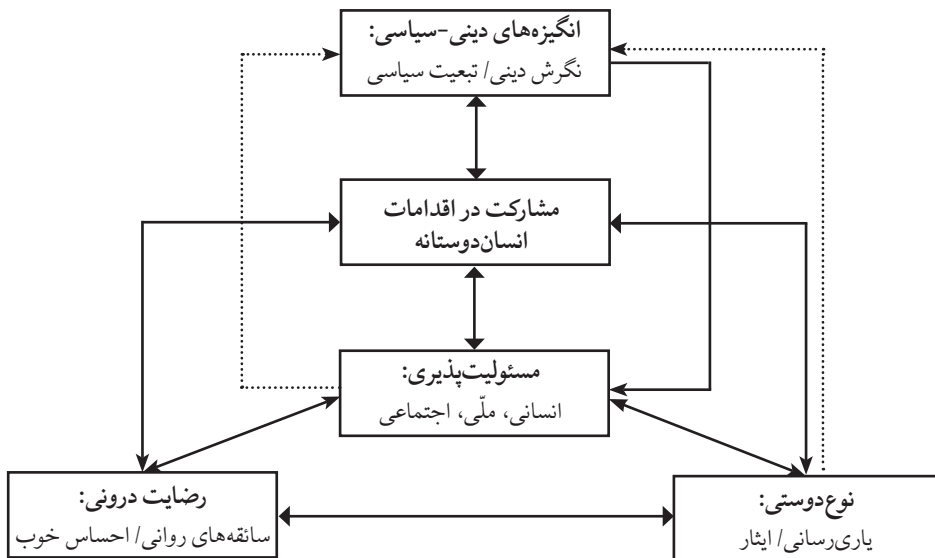 انگیزه‌های دینی-سیاسی:
نگرش دینی/ تبعیت سیاسی
مشارکت در اقدامات
انسان‌دوستانه
مسئولیت‌پذیری:
انسانی، ملّی، اجتماعی
نوع‌دوستی:
یاری‌رسانی/ ایثار
رضایت درونی:
سائقه‌های روانی/ احساس خوب